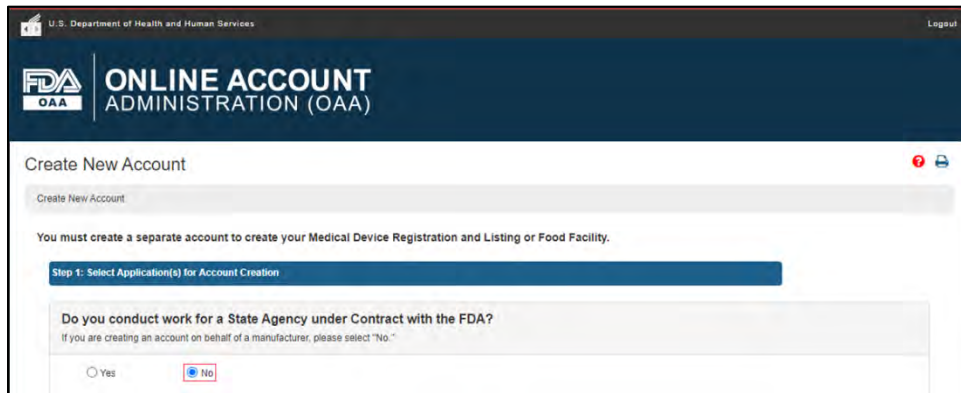 U.S. Department of Health and Human Services
Logout
FDA
OAA
ONLINE ACCOUNT
ADMINISTRATION (OAA)
Create New Account
Create New Account
You must create a separate account to create your Medical Device Registration and Listing or Food Facility.
Step 1: Select Application(s) for Account Creation
Do you conduct work for a State Agency under Contract with the FDA?
If you are creating an account on behalf of a manufacturer, please select "No."
Yes No